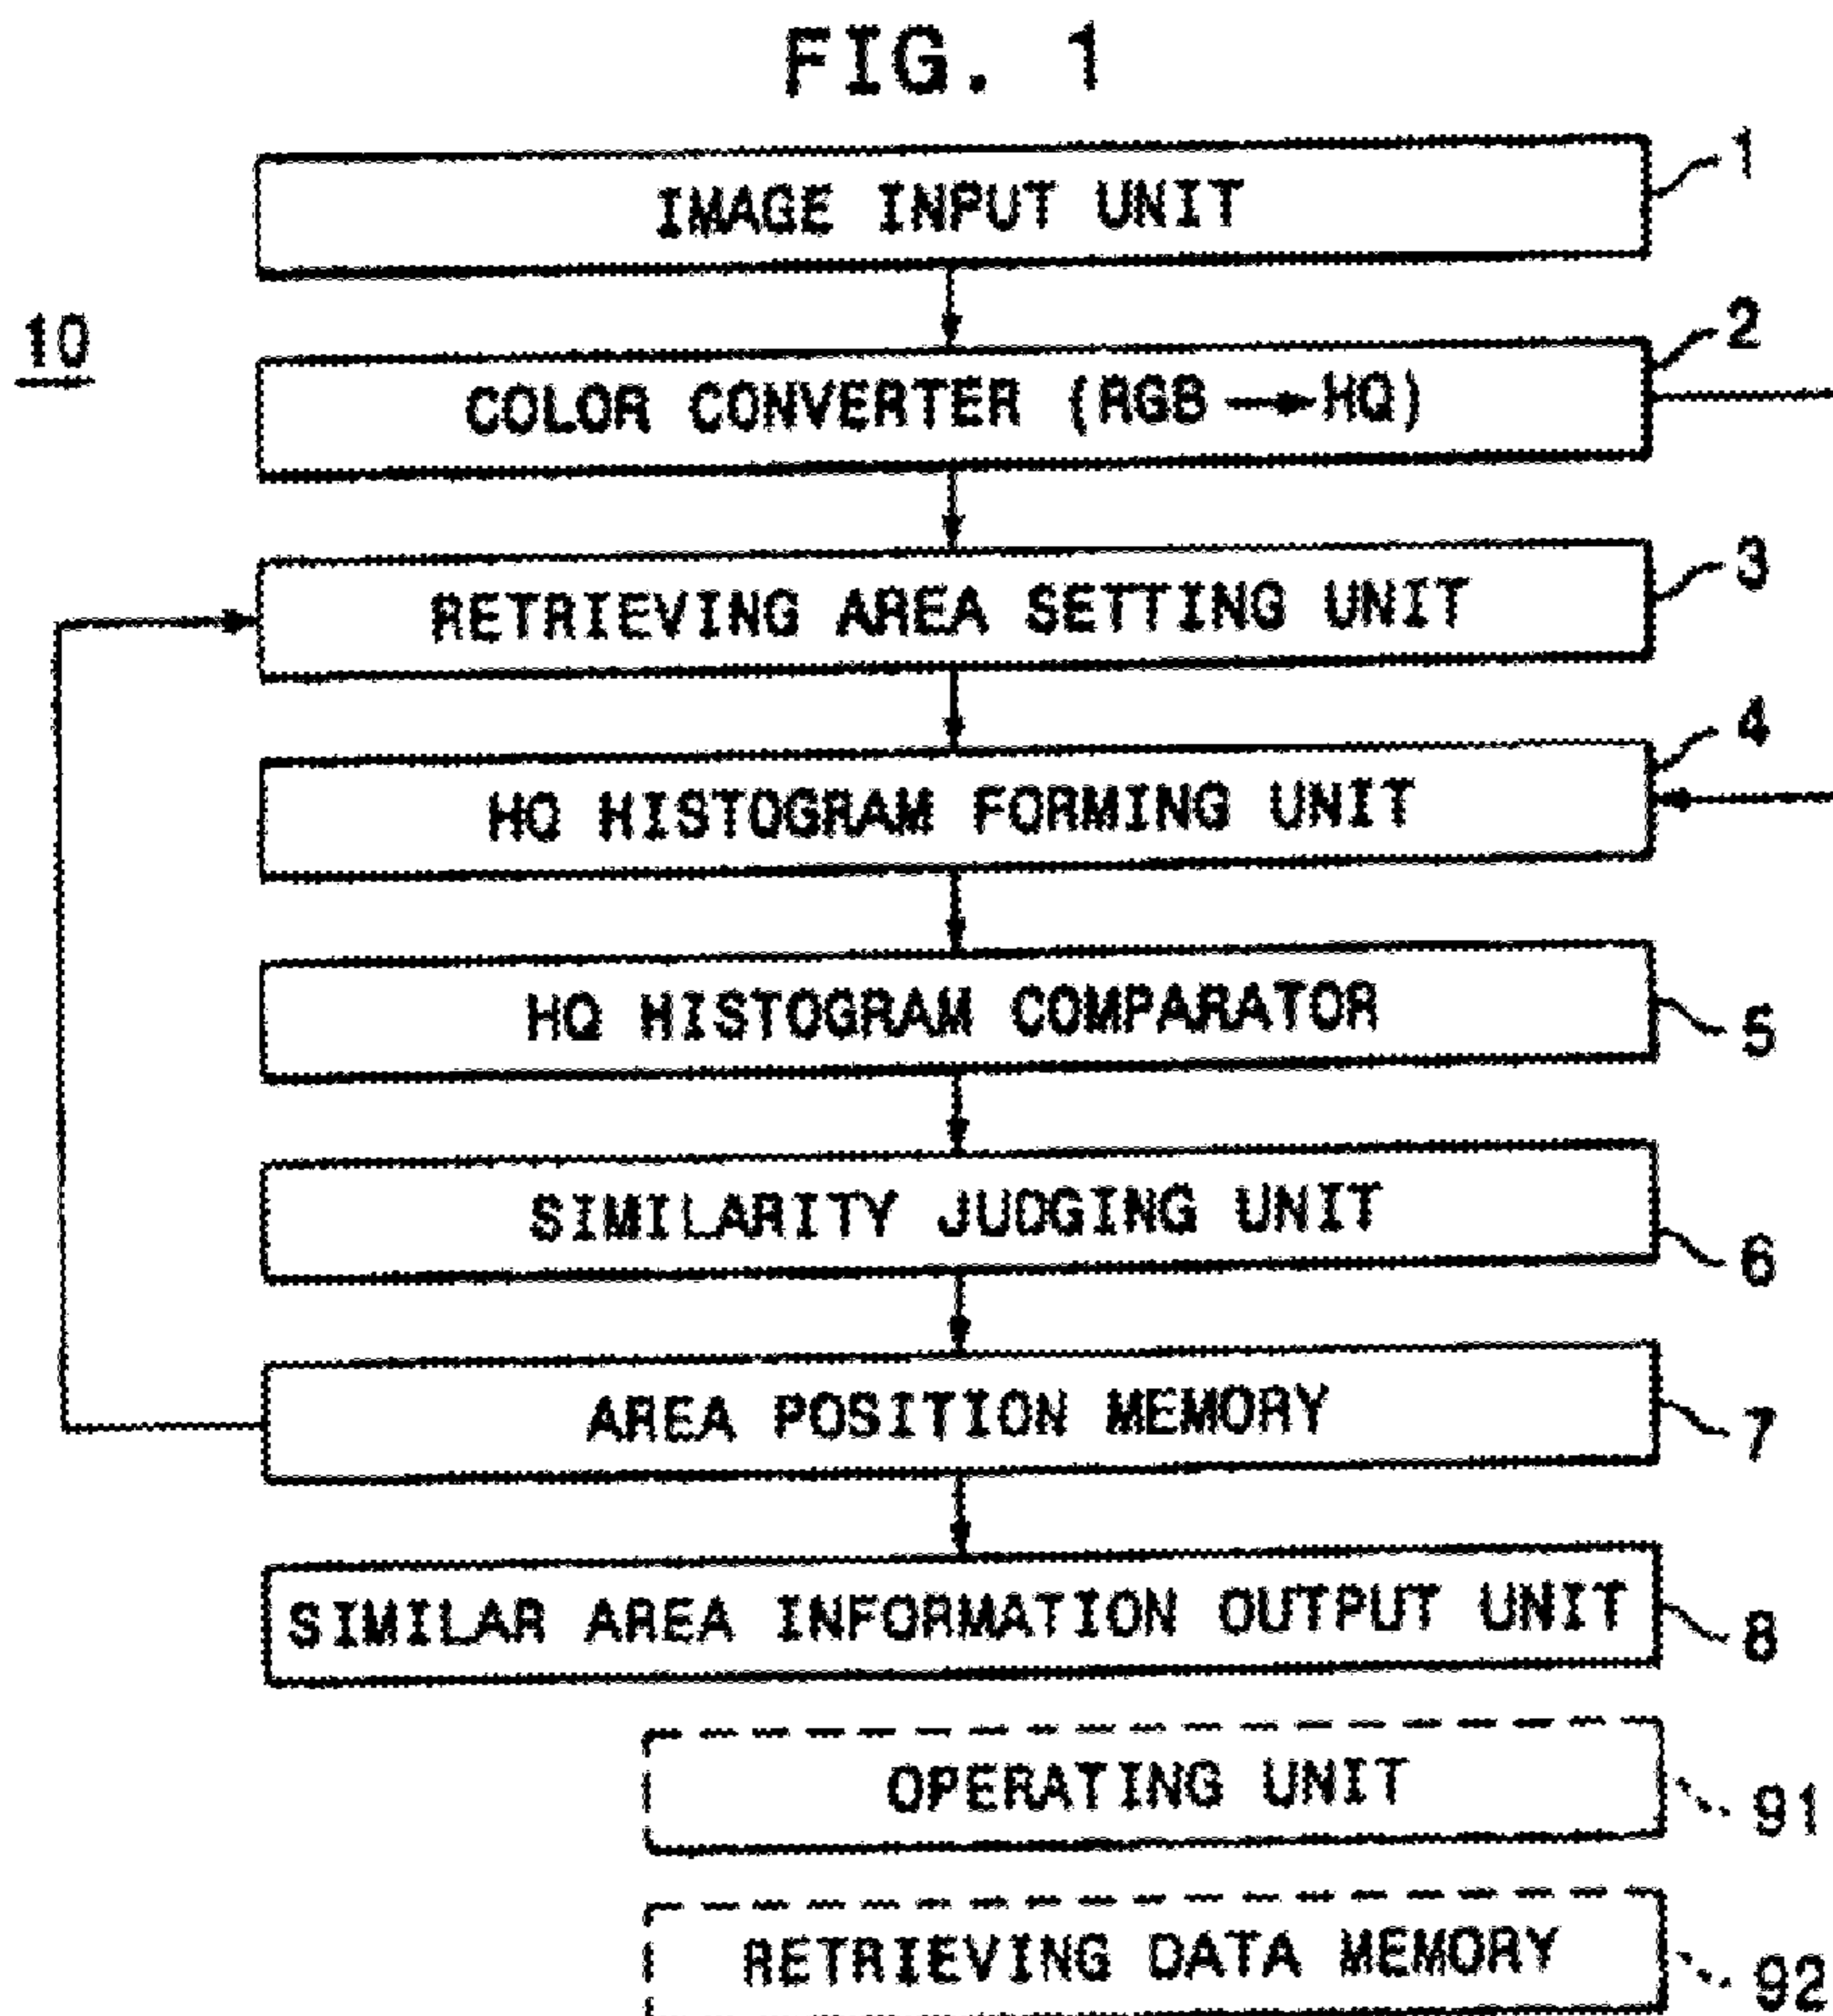 FIG. 1
IMAGE INPUT UNIT
1
10
COLOR CONVERTER (RGB → HQ)
2
RETRIEVING AREA SETTING UNIT
3
HQ HISTOGRAM FORMING UNIT
4
HQ HISTOGRAM COMPARATOR
5
SIMILARITY JUDGING UNIT
6
AREA POSITION MEMORY
7
SIMILAR AREA INFORMATION OUTPUT UNIT
8
OPERATING UNIT
91
RETRIEVING DATA MEMORY
92